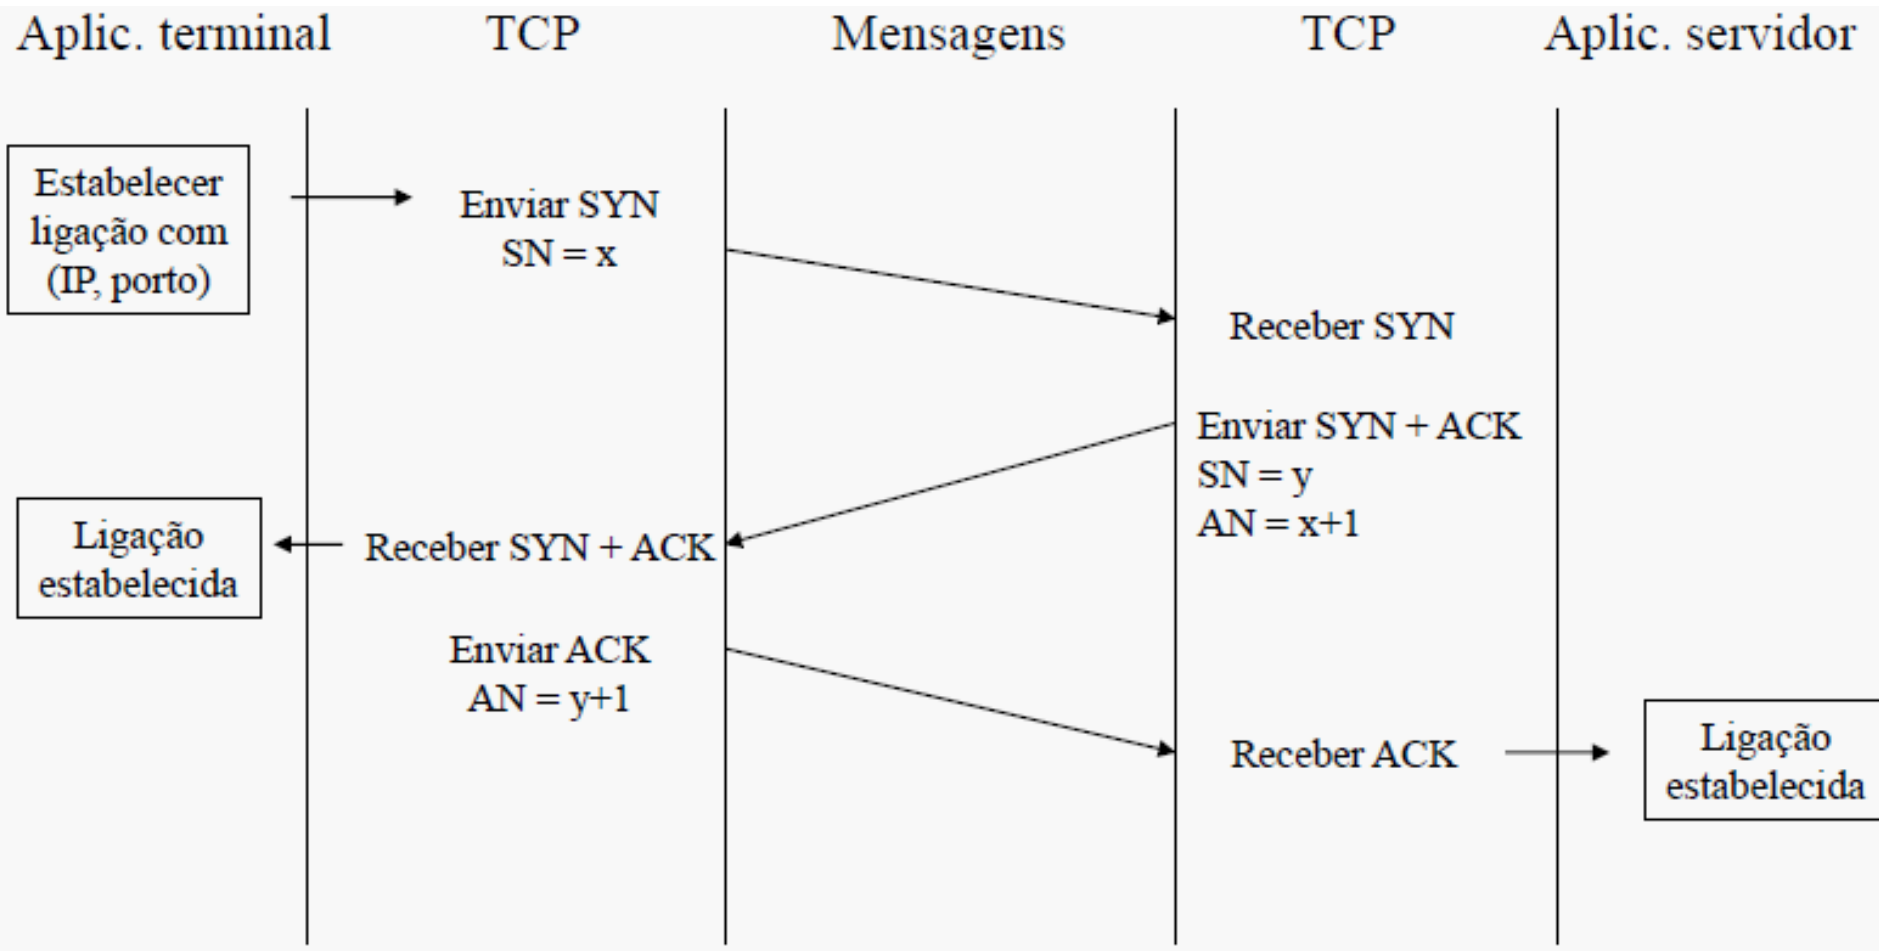 Aplic. terminal
TCP
Mensagens
TCP
Aplic. servidor
Estabelecer
ligação com
(IP, porto)
Enviar SYN
SN = x
Receber SYN
Enviar SYN + ACK
SN = y
AN = x+1
Ligação
estabelecida
Receber SYN + ACK
Enviar ACK
AN = y+1
Receber ACK
Ligação
estabelecida